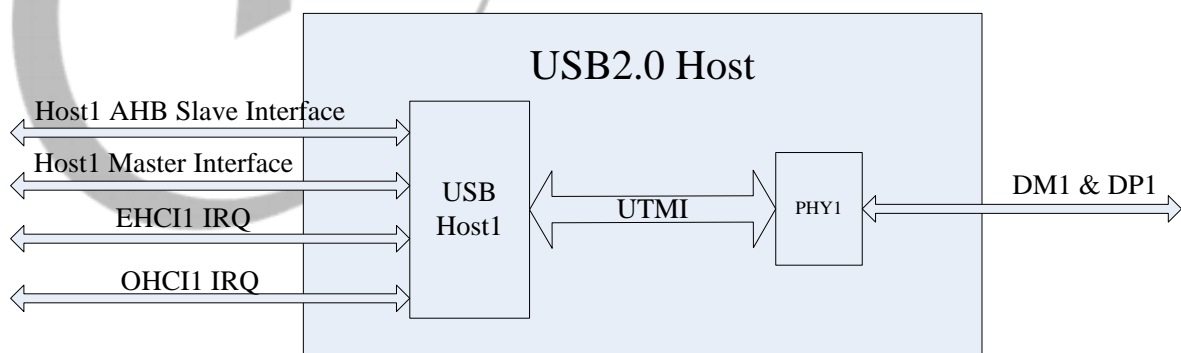 USB2.0 Host
Host1 AHB Slave Interface
Host1 Master Interface
EHCI1 IRQ
OHCI1 IRQ
USB
Host1
UTMI
PHY1
DM1 & DP1